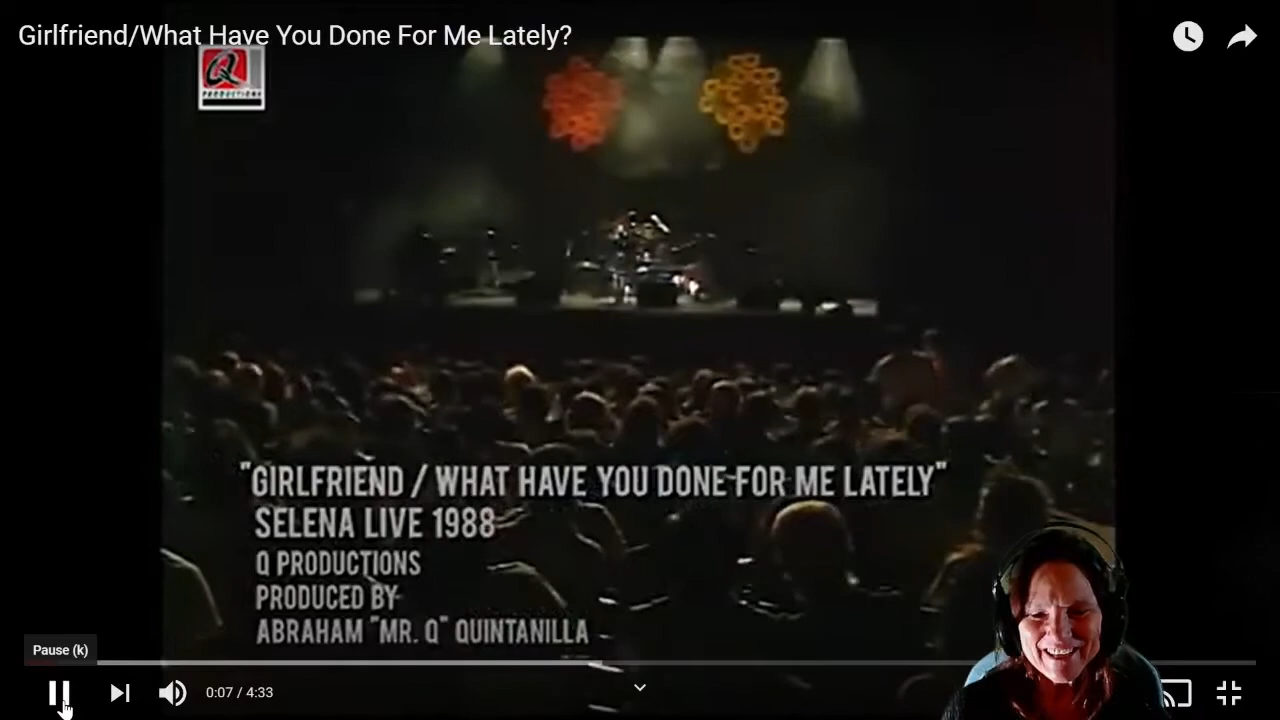 Girlfriend/What Have You Done For Me Lately?
Q
PRODUCTIONS
"GIRLFRIEND / WHAT HAVE YOU DONE FOR ME LATELY"
SELENA LIVE 1988
Q PRODUCTIONS
PRODUCED BY
ABRAHAM "MR. Q" QUINTANILLA
Pause (k)
0:07 / 4:33